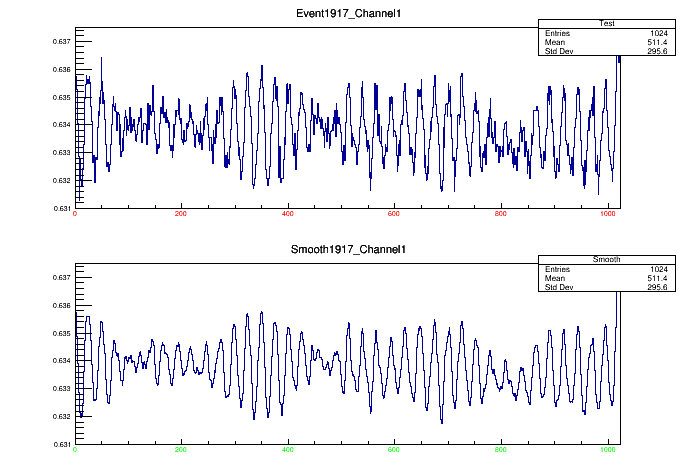 Event1917_Channel1
Test
Entries 1024
Mean 511.4
Std Dev 295.6
0.637
0.636
0.635
0.634
0.633
0.632
0.631
0 200 400 600 800 1000
Smooth1917_Channel1
Smooth
Entries 1024
Mean 511.4
Std Dev 295.6
0.637
0.636
0.635
0.634
0.633
0.632
0.631
0 200 400 600 800 1000